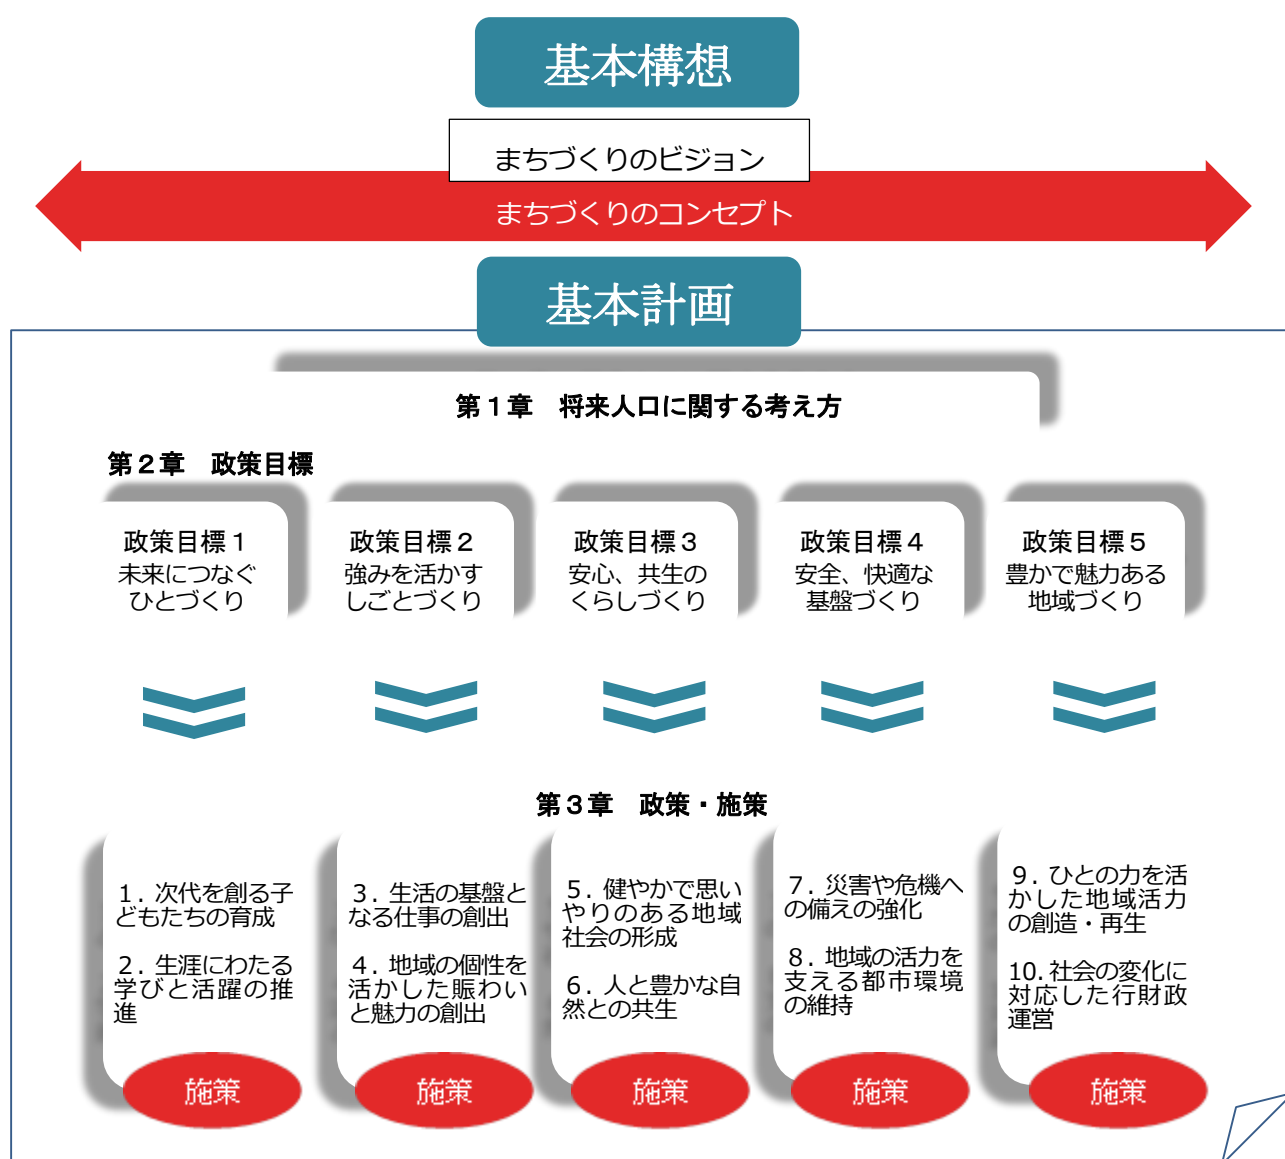 基本構想
まちづくりのビジョン
まちづくりのコンセプト
基本計画
第１章　将来人口に関する考え方
第２章　政策目標
政策目標１
未来につなぐ
ひとづくり
政策目標２
強みを活かす
しごとづくり
政策目標３
安心、共生の
くらしづくり
政策目標４
安全、快適な
基盤づくり
政策目標５
豊かで魅力ある
地域づくり
第３章　政策・施策
１. 次代を創る子
どもたちの育成
２. 生涯にわたる
学びと活躍の推
進
施策
３. 生活の基盤と
なる仕事の創出
４. 地域の個性を
活かした賑わい
と魅力の創出
施策
５. 健やかで思い
やりのある地域
社会の形成
６. 人と豊かな自
然との共生
施策
７. 災害や危機へ
の備えの強化
８. 地域の活力を
支える都市環境
の維持
施策
９. ひとの力を活
かした地域活力
の創造・再生
10. 社会の変化に
対応した行財政
運営
施策